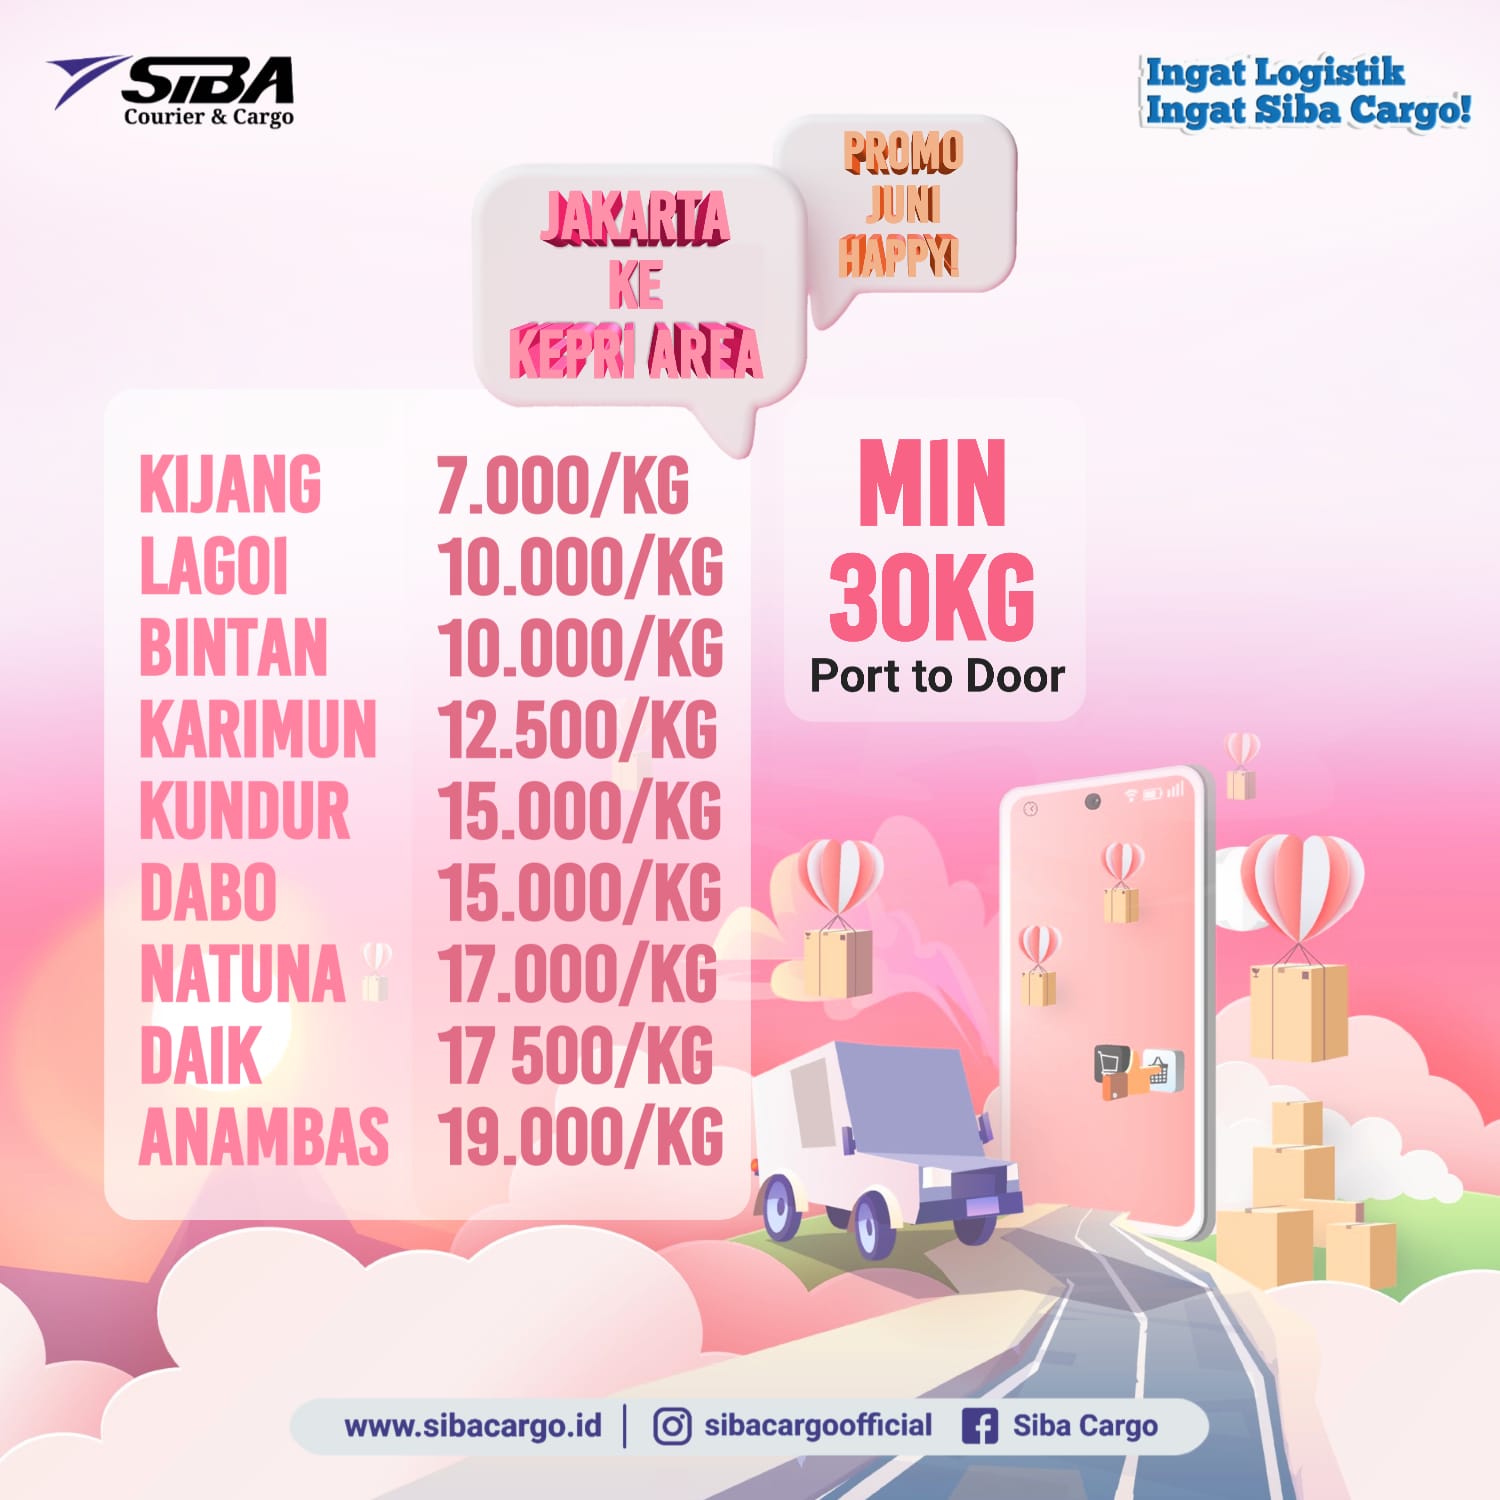 SIBA
Courier & Cargo
Ingat Logistik
Ingat Siba Cargo!
PROMO
JUNI
HAPPY!
JAKARTA
KE
KEPRI AREA
KIJANG 7.000/KG
LAGOI 10.000/KG
BINTAN 10.000/KG
KARIMUN 12.500/KG
KUNDUR 15.000/KG
DABO 15.000/KG
NATUNA 17.000/KG
DAIK 17 500/KG
ANAMBAS 19.000/KG
MIN
30KG
Port to Door
www.sibacargo.id | sibacargoofficial Siba Cargo